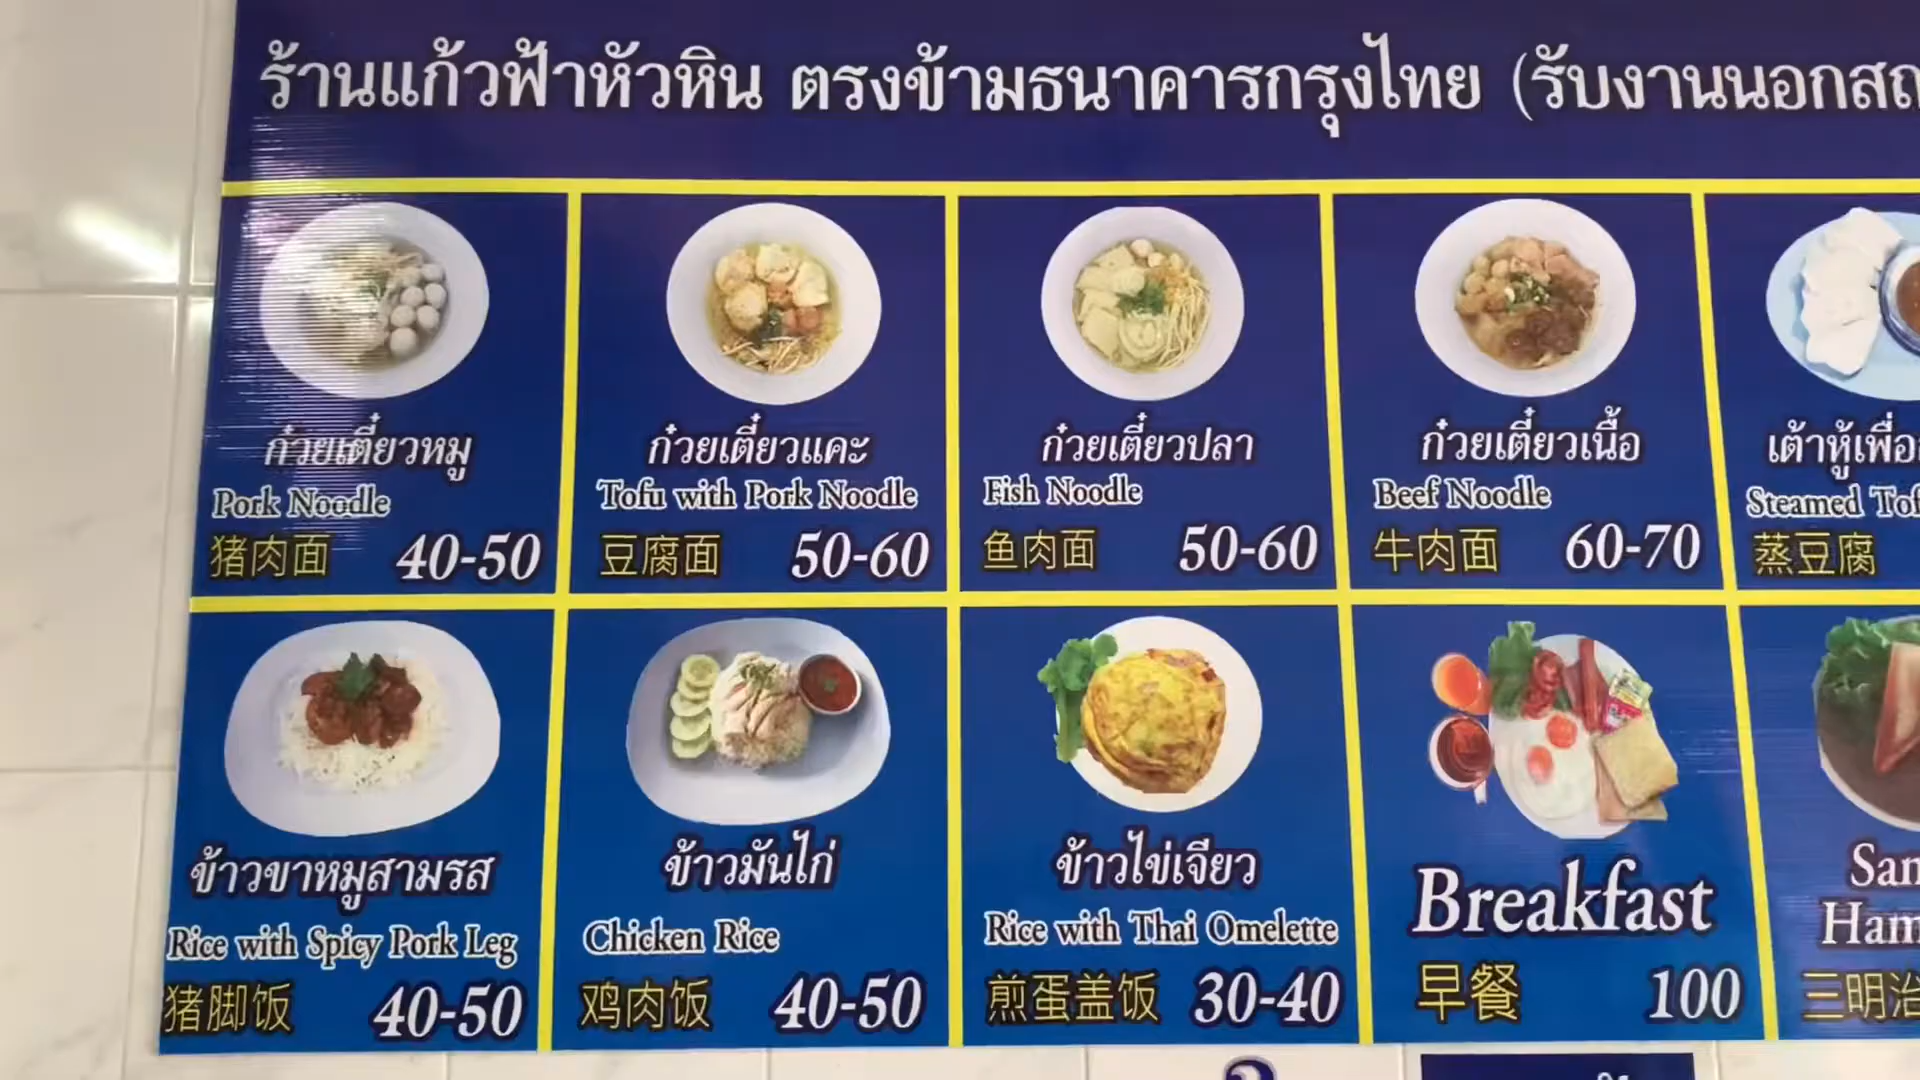 ร้านแก้วฟ้าหัวหิน ตรงข้ามธนาคารกรุงไทย (รับงานนอกสถ
ก๋วยเตี๋ยวหมู
Pork Noodle
猪肉面 40-50
ก๋วยเตี๋ยวแคะ
Tofu with Pork Noodle
豆腐面 50-60
ก๋วยเตี๋ยวปลา
Fish Noodle
鱼肉面 50-60
ก๋วยเตี๋ยวเนื้อ
Beef Noodle
牛肉面 60-70
เต้าหู้เพื่อ
Steamed Tof
蒸豆腐
ข้าวขาหมูสามรส
Rice with Spicy Pork Leg
猪脚饭 40-50
ข้าวมันไก่
Chicken Rice
鸡肉饭 40-50
ข้าวไข่เจียว
Rice with Thai Omelette
煎蛋盖饭 30-40
Breakfast
早餐 100
San
Ham
三明治